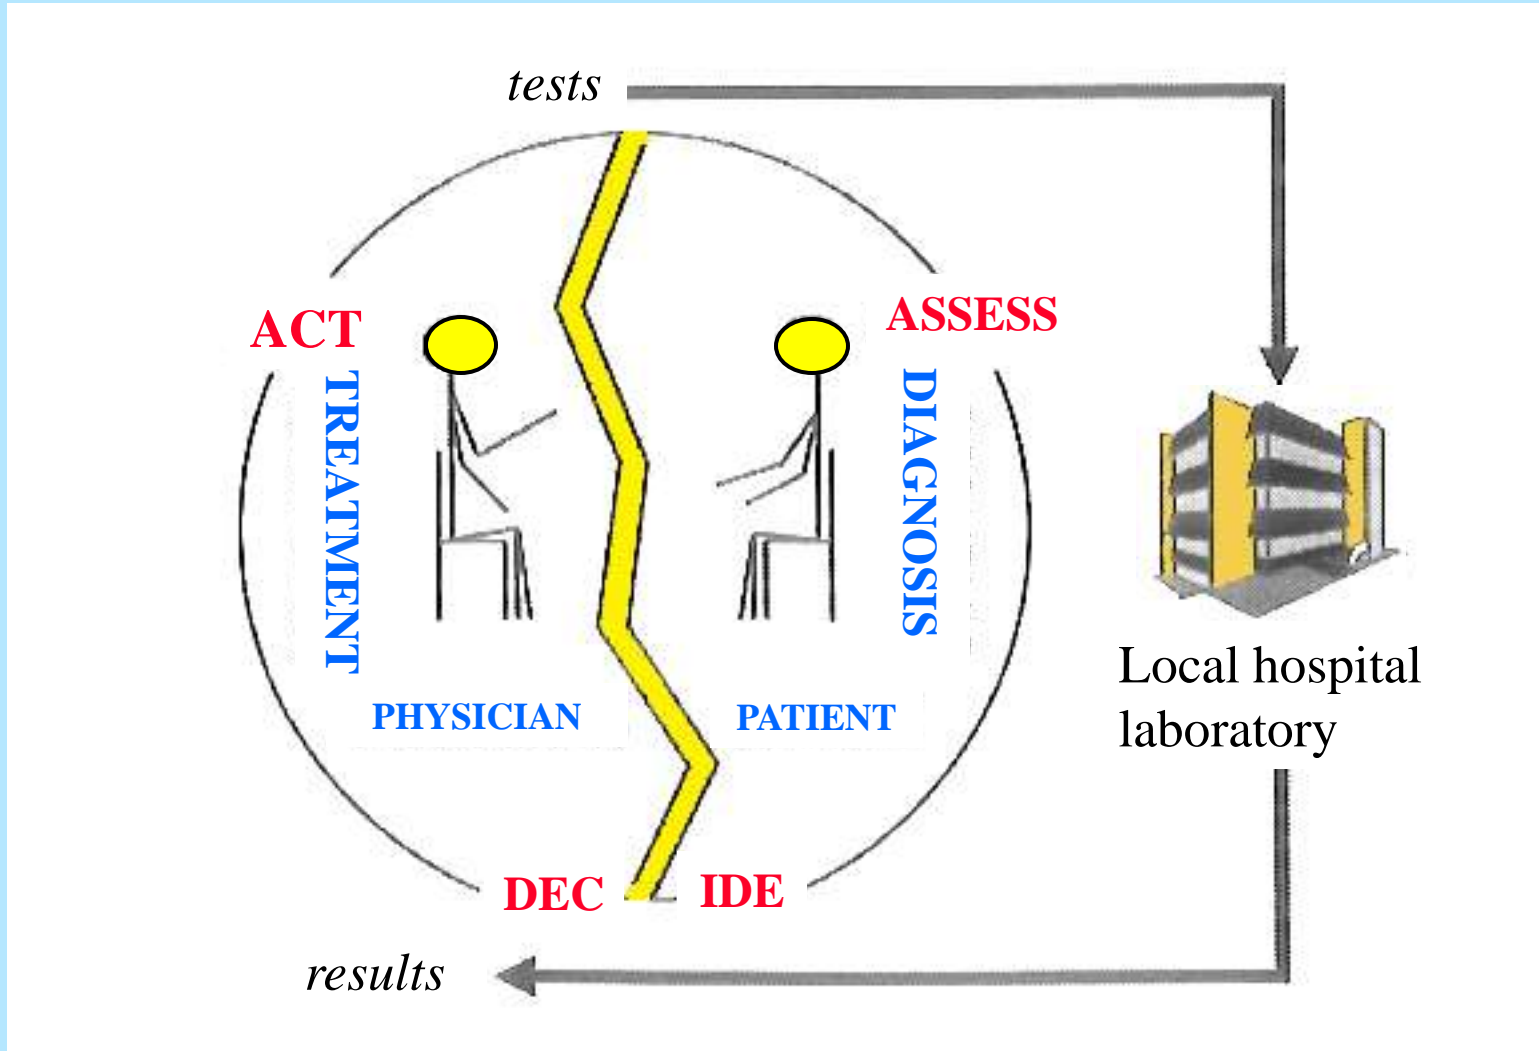 tests
ACT
ASSESS
TREATMENT
DIAGNOSIS
Local hospital
laboratory
PHYSICIAN
PATIENT
DEC IDE
results